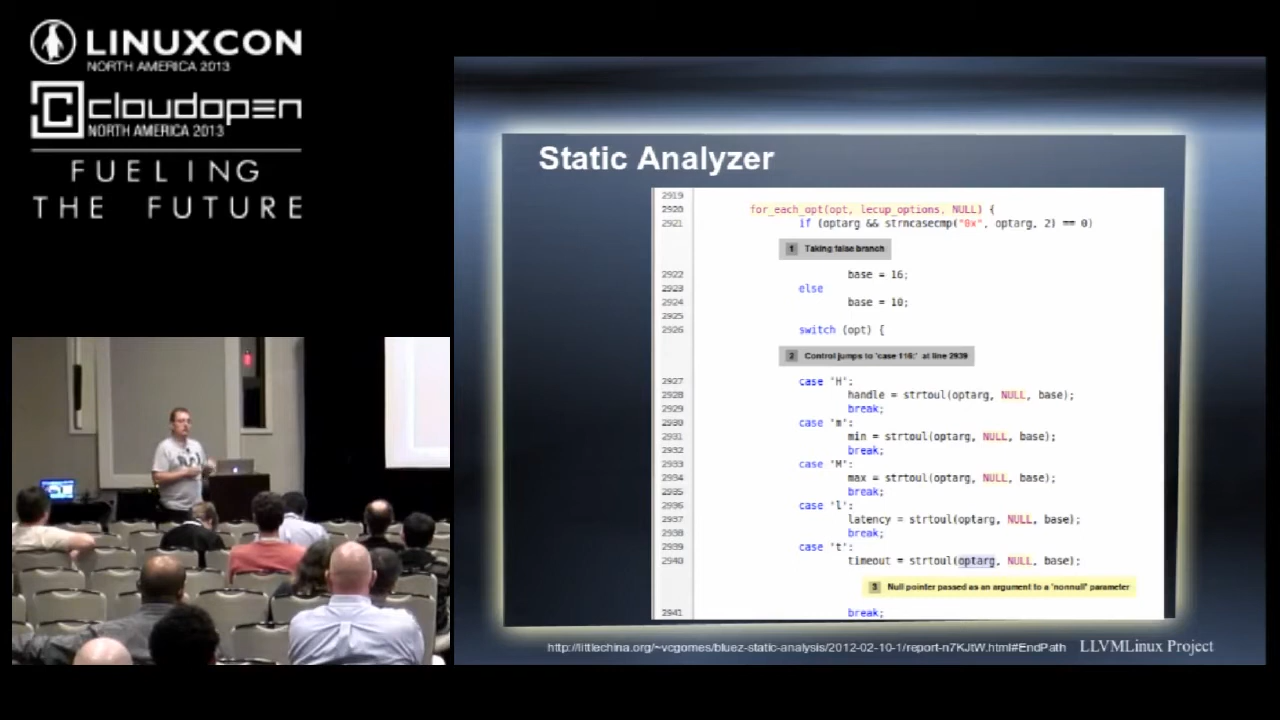 LINUXCON
NORTH AMERICA 2013
cloudopen
NORTH AMERICA 2013
FUELING
THE FUTURE
Static Analyzer
2919
2920 for_each_opt(opt, lecup_options, NULL) {
2921 if (optarg && strncasecmp("0x", optarg, 2) == 0)
1 Taking false branch
2922 base = 16;
2923 else
2924 base = 10;
2925
2926 switch (opt) {
2 Control jumps to 'case 116:' at line 2939
2927 case 'H':
2928 handle = strtoul(optarg, NULL, base);
2929 break;
2930 case 'm':
2931 min = strtoul(optarg, NULL, base);
2932 break;
2933 case 'M':
2934 max = strtoul(optarg, NULL, base);
2935 break;
2936 case 'l':
2937 latency = strtoul(optarg, NULL, base);
2938 break;
2939 case 't':
2940 timeout = strtoul(optarg, NULL, base);
3 Null pointer passed as an argument to a 'nonnull' parameter
2941 break;
http://littlechina.org/~vcgomes/bluez-static-analysis/2012-02-10-1/report-n7KJtW.html#EndPath
LLVMLinux Project